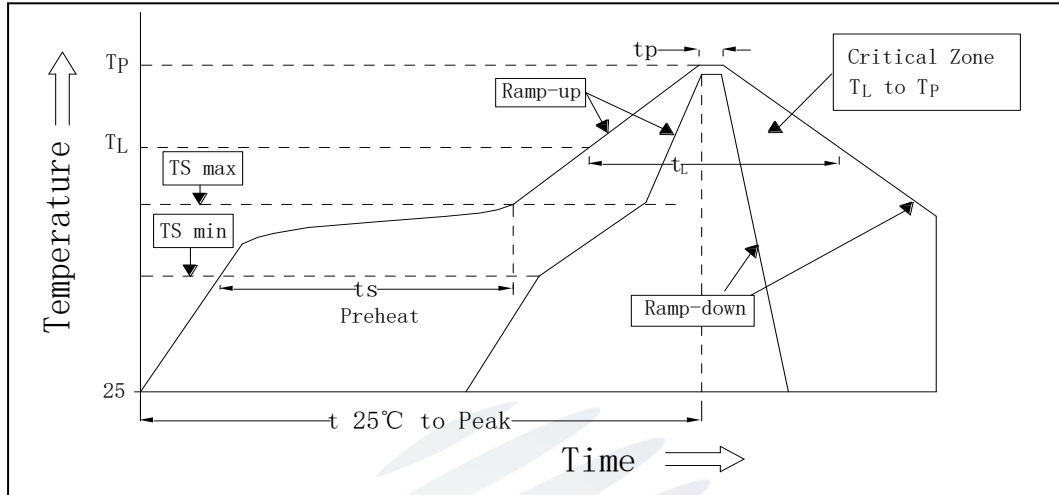 tp
TP
Critical Zone
TL to TP
Ramp-up
TL
TS max
tL
TS min
ts
Preheat
Ramp-down
25
t 25℃ to Peak
Time
Temperature